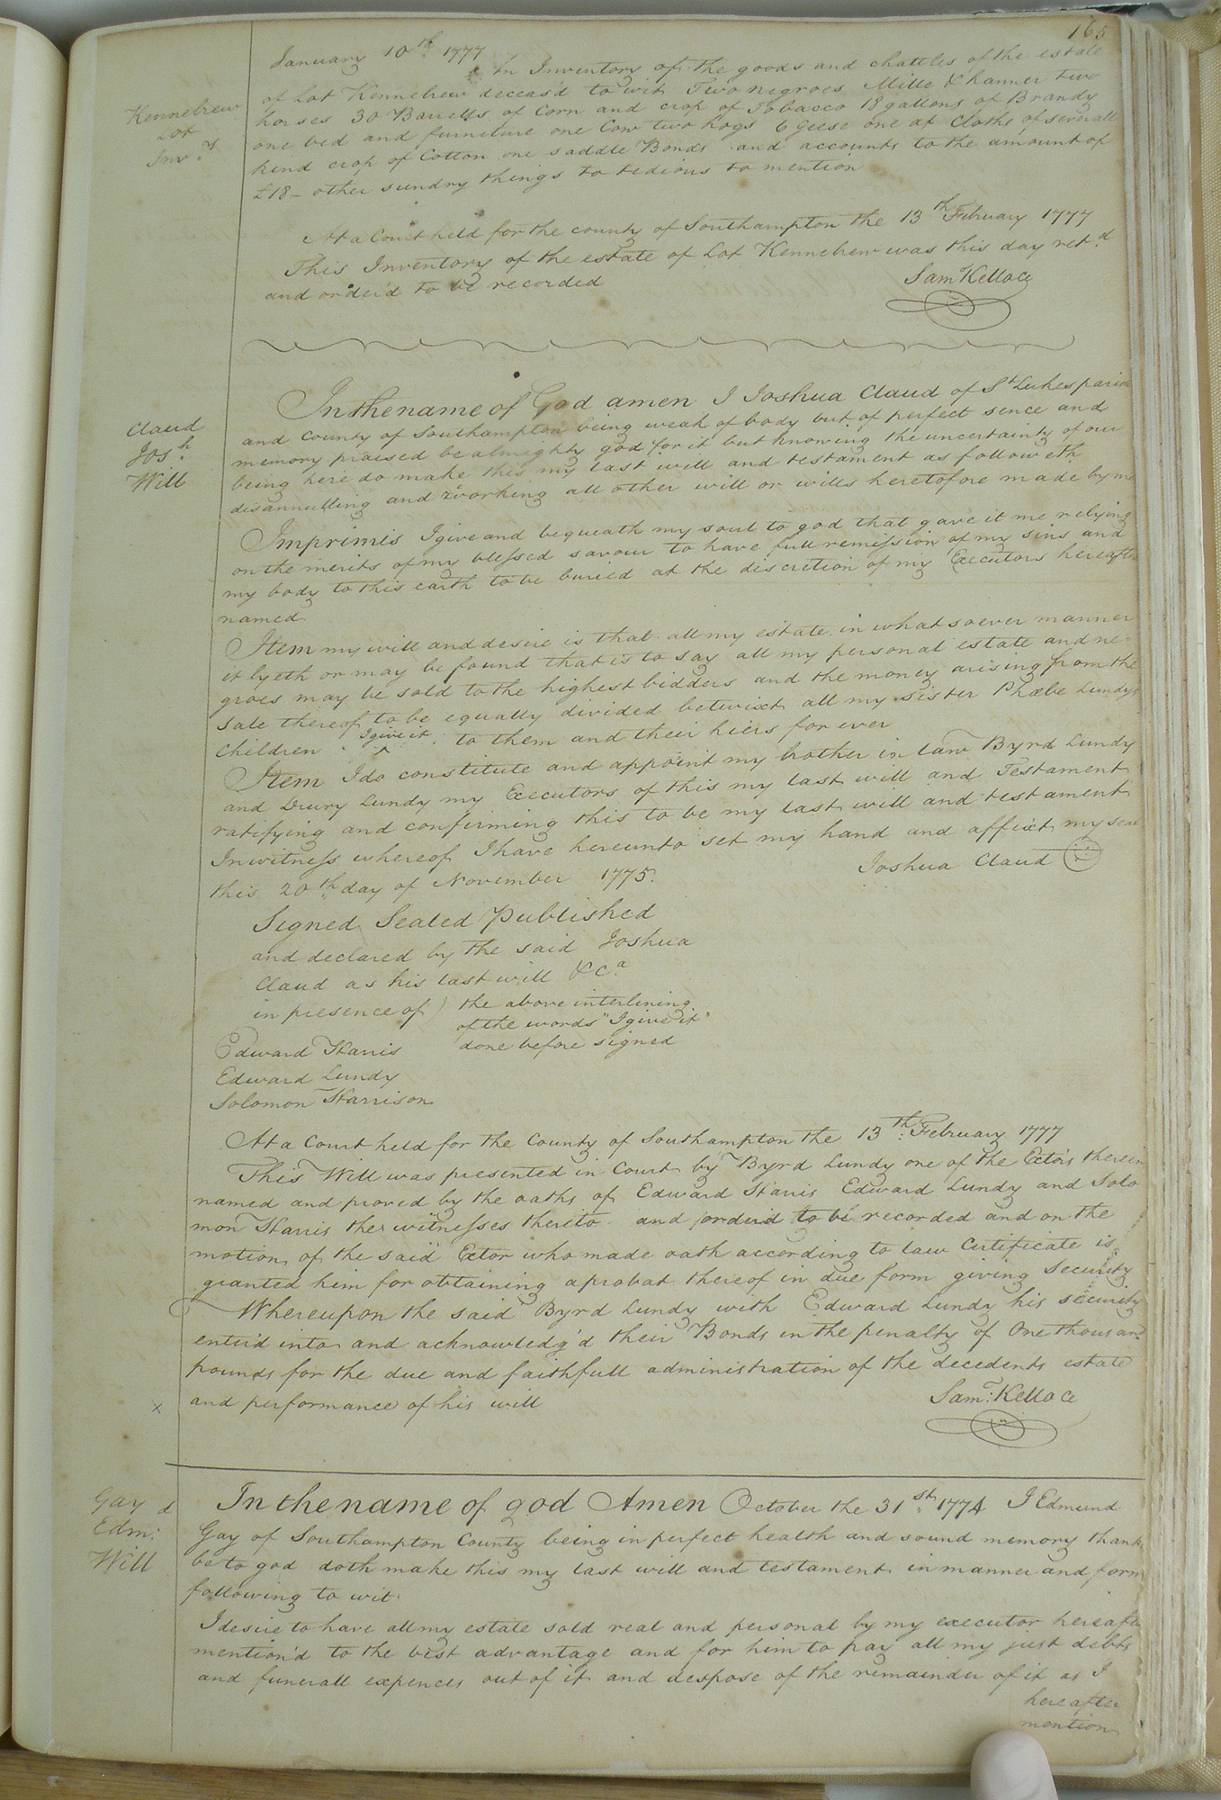 165
January 10th 1777
An Inventory of the goods and chattles of the estate
Kennebrew
Lot
Inv.y
of Lot Kennebrew deceas'd to wit Two negroes Mille & hanner two
horses 30 Barells of Corn and crop of Tobacco 18 gallons of Brandy
one bed and furniture one Cow two hogs 6 Geese one at Cloths of severall
kind crop of Cotton one saddle Bonds and accounts to the amount of
£18 - other sundry things to tedious to mention
At a Court held for the county of Southampton the 13th February 1777
This Inventory of the estate of Lot Kennebrew was this day ret.d
and order'd to be recorded
Sam Kello Ce
Claud
Jos.h
Will
In the name of God amen I Joshua Claud of St Lukes parish
and County of Southampton being weak of body but of perfect sence and
memory praised be almighty god for it but knowing the uncertainty of our
being here do make this my last will and testament as followeth
disannulling and revorking all other will or wills heretofore made by me
Imprimis I give and bequeath my soul to god that gave it me relying
on the merits of my blessed savour to have full remission of my sins and
my body to this earth to be buried at the discretion of my Executors hereafter
named
Item my will and desire is that all my estate in what soever manner
it lyeth or may be found that is to say all my personal estate and ne
groes may be sold to the highest bidders and the money arising from the
sale thereof to be equally divided betwixt all my sister Phœbe Lundys
Children I give it to them and their hiers for ever
Item I do constitute and appoint my brother in law Byrd Lundy
and Drury Lundy my Executors of this my last will and Testament
ratifying and confirming this to be my last will and testament
In witness whereof I have hereunto set my hand and affixt my seal
this 20th day of November 1775.
Joshua Claud
Signed Sealed Published
and declared by the said Joshua
Claud as his last will &c.a
in presence of ) the above interlining
of the words "I give it"
done before signed
Edward Harris
Edward Lundy
Solomon Harrison
At a Court held for the County of Southampton the 13th February 1777
This Will was presented in Court by Byrd Lundy one of the Extors therein
named and proved by the oaths of Edward Harris Edward Lundy and Solo
mon Harris the witnesses thereto and order'd to be recorded and on the
motion of the said Extor who made oath according to law Certificate is
granted him for obtaining a probat thereof in due form giving Security
Whereupon the said Byrd Lundy with Edward Lundy his security
enter'd into and acknowledg'd their Bonds in the penalty of One thousand
pounds for the due and faithfull administration of the decedents estate
x and performance of his will
Sam: Kello Ce
Gay d
Edm:
Will
In the name of god Amen October the 31st 1774 I Edmund
Gay of Southampton County being in perfect health and sound memory thank
be to god doth make this my last will and testament in manner and form
following to wit
I desire to have all my estate sold real and personal by my executor hereafter
mention'd to the best advantage and for him to pay all my just debts
and funerall expences out of it and despose of the remainder of it as I
hereafter
mention